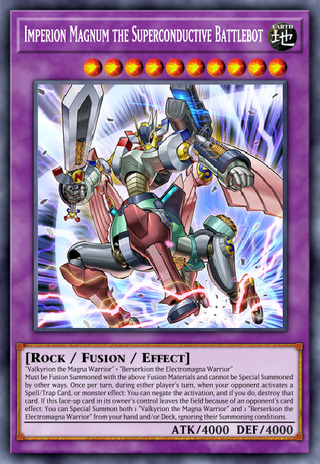 Imperion Magnum the Superconductive Battlebot
EARTH
地
[Rock / Fusion / Effect]
"Valkyrion the Magna Warrior" + "Berserkion the Electromagna Warrior"
Must be Fusion Summoned with the above Fusion Materials and cannot be Special Summoned
by other ways. Once per turn, during either player's turn, when your opponent activates a
Spell/Trap Card, or monster effect: You can negate the activation, and if you do, destroy that
card. If this face-up card in its owner's control leaves the field because of an opponent's card
effect: You can Special Summon both 1 "Valkyrion the Magna Warrior" and 1 "Berserkion the
Electromagna Warrior" from your hand and/or Deck, ignoring their Summoning conditions.
ATK/4000 DEF/4000